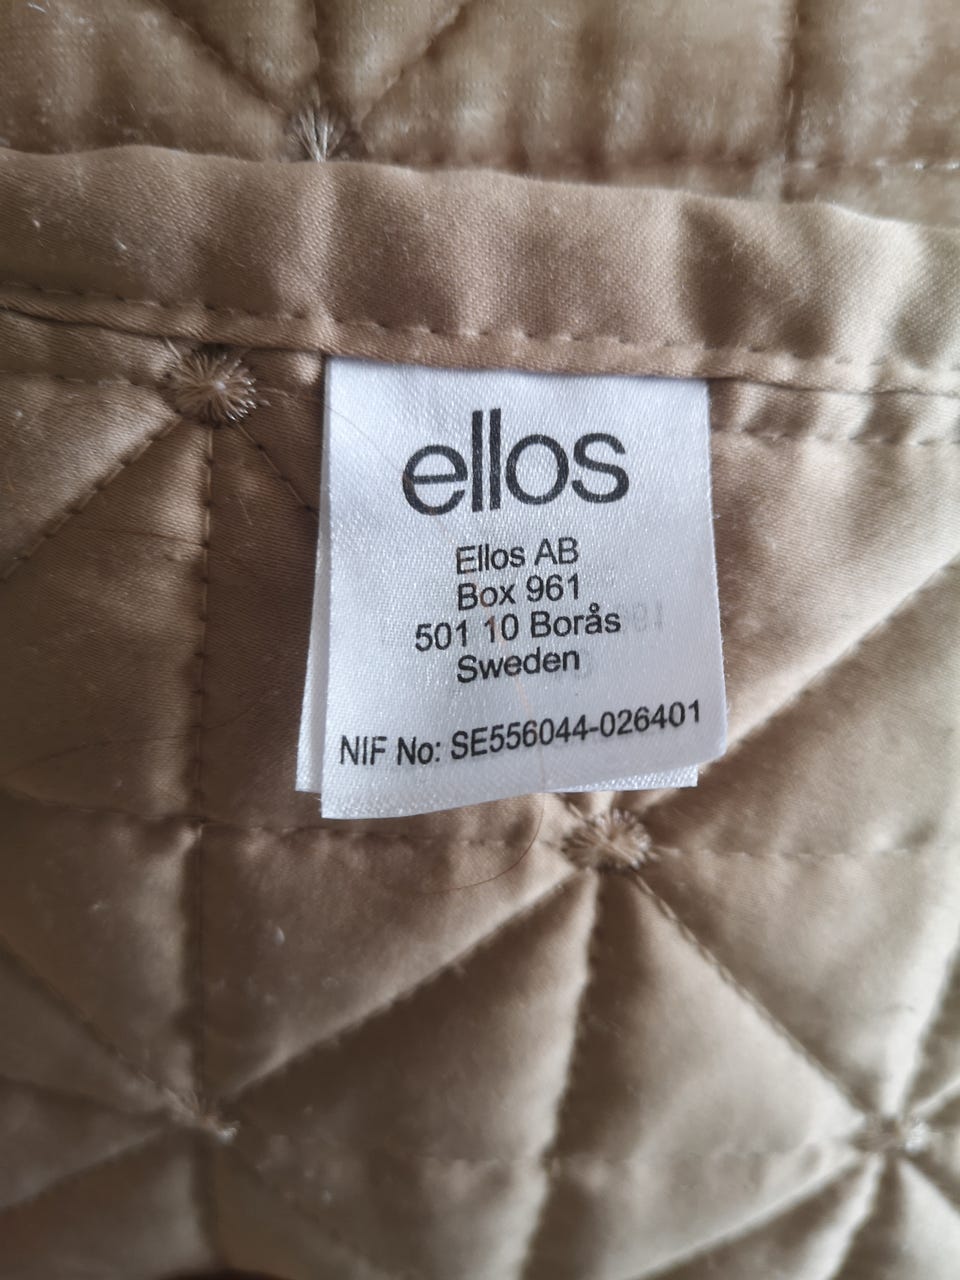 ellos
Ellos AB
Box 961
501 10 Borås
Sweden
NIF No: SE556044-026401